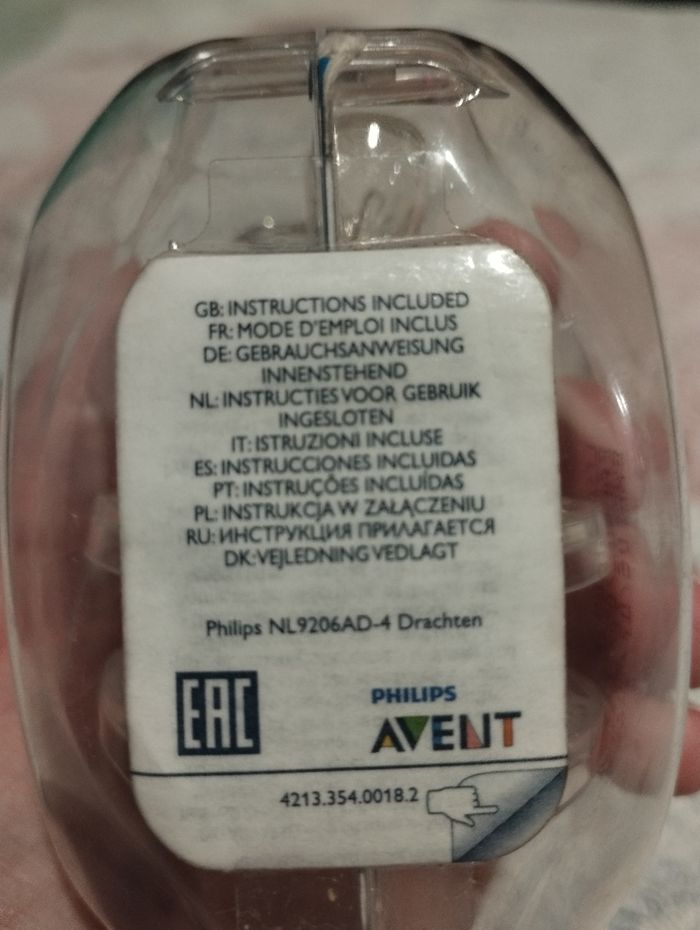 GB: INSTRUCTIONS INCLUDED
FR: MODE D'EMPLOI INCLUS
DE: GEBRAUCHSANWEISUNG
INNENSTEHEND
NL: INSTRUCTIES VOOR GEBRUIK
INGESLOTEN
IT: ISTRUZIONI INCLUSE
ES: INSTRUCCIONES INCLUIDAS
PT: INSTRUÇÕES INCLUÍDAS
PL: INSTRUKCJA W ZAŁĄCZENIU
RU: ИНСТРУКЦИЯ ПРИЛАГАЕТСЯ
DK: VEJLEDNING VEDLAGT
Philips NL9206AD-4 Drachten
EAC
PHILIPS
AVENT
4213.354.0018.2